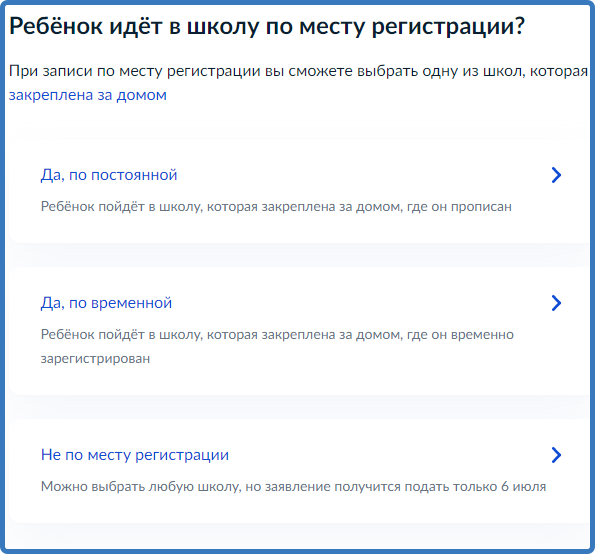 Ребёнок идёт в школу по месту регистрации?
При записи по месту регистрации вы сможете выбрать одну из школ, которая
закреплена за домом
Да, по постоянной
Ребёнок пойдёт в школу, которая закреплена за домом, где он прописан
Да, по временной
Ребёнок пойдёт в школу, которая закреплена за домом, где он временно
зарегистрирован
Не по месту регистрации
Можно выбрать любую школу, но заявление получится подать только 6 июля